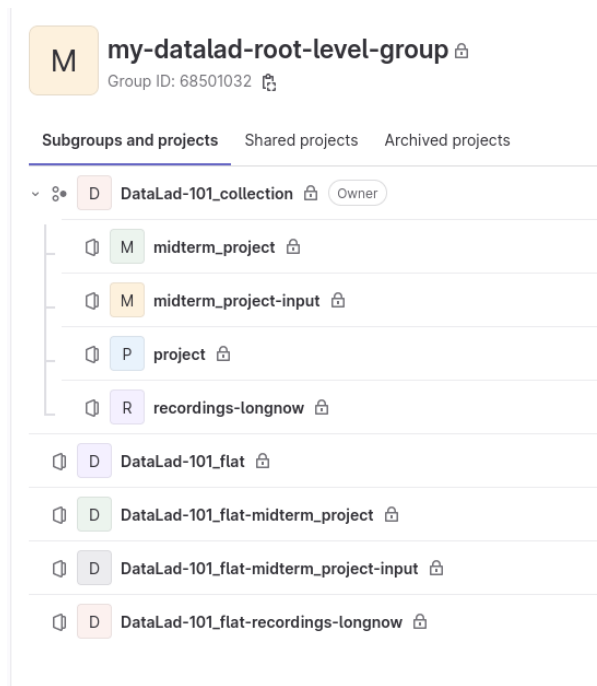 M my-datalad-root-level-group
Group ID: 68501032
Subgroups and projects Shared projects Archived projects
D DataLad-101_collection Owner
M midterm_project
M midterm_project-input
P project
R recordings-longnow
D DataLad-101_flat
D DataLad-101_flat-midterm_project
D DataLad-101_flat-midterm_project-input
D DataLad-101_flat-recordings-longnow